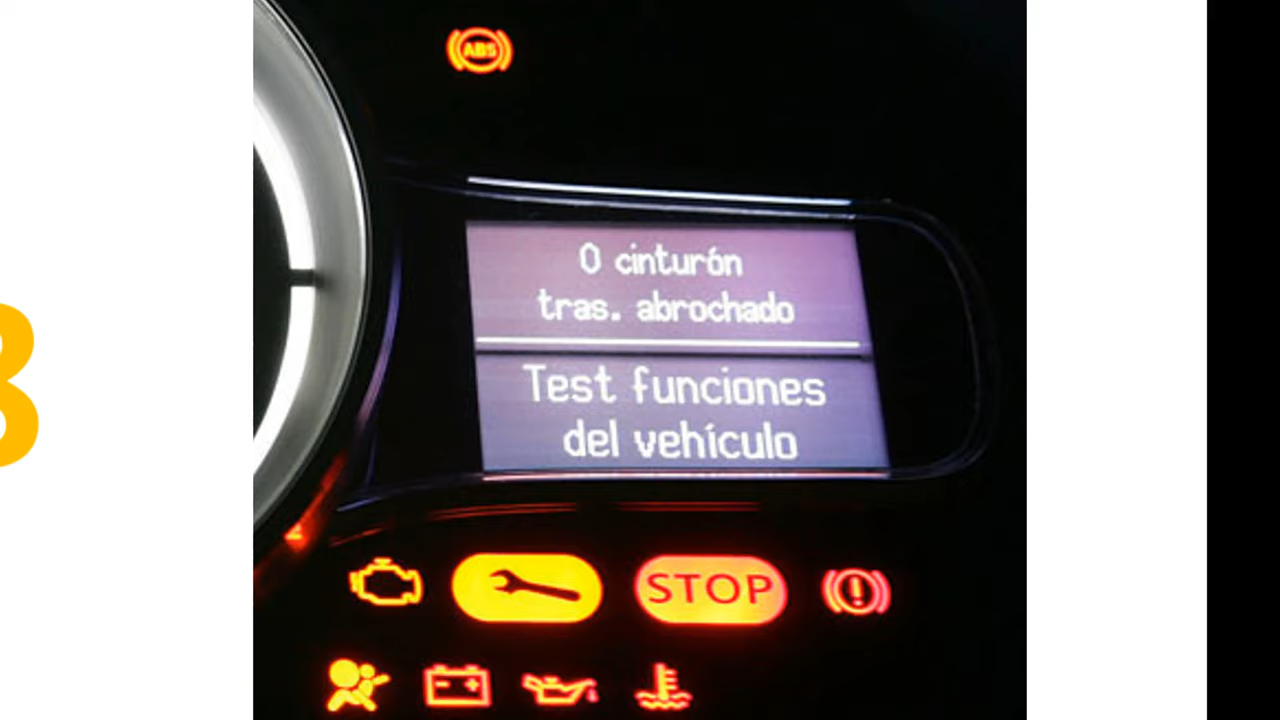 ABS
0 cinturón
tras. abrochado
Test funciones
del vehículo
STOP